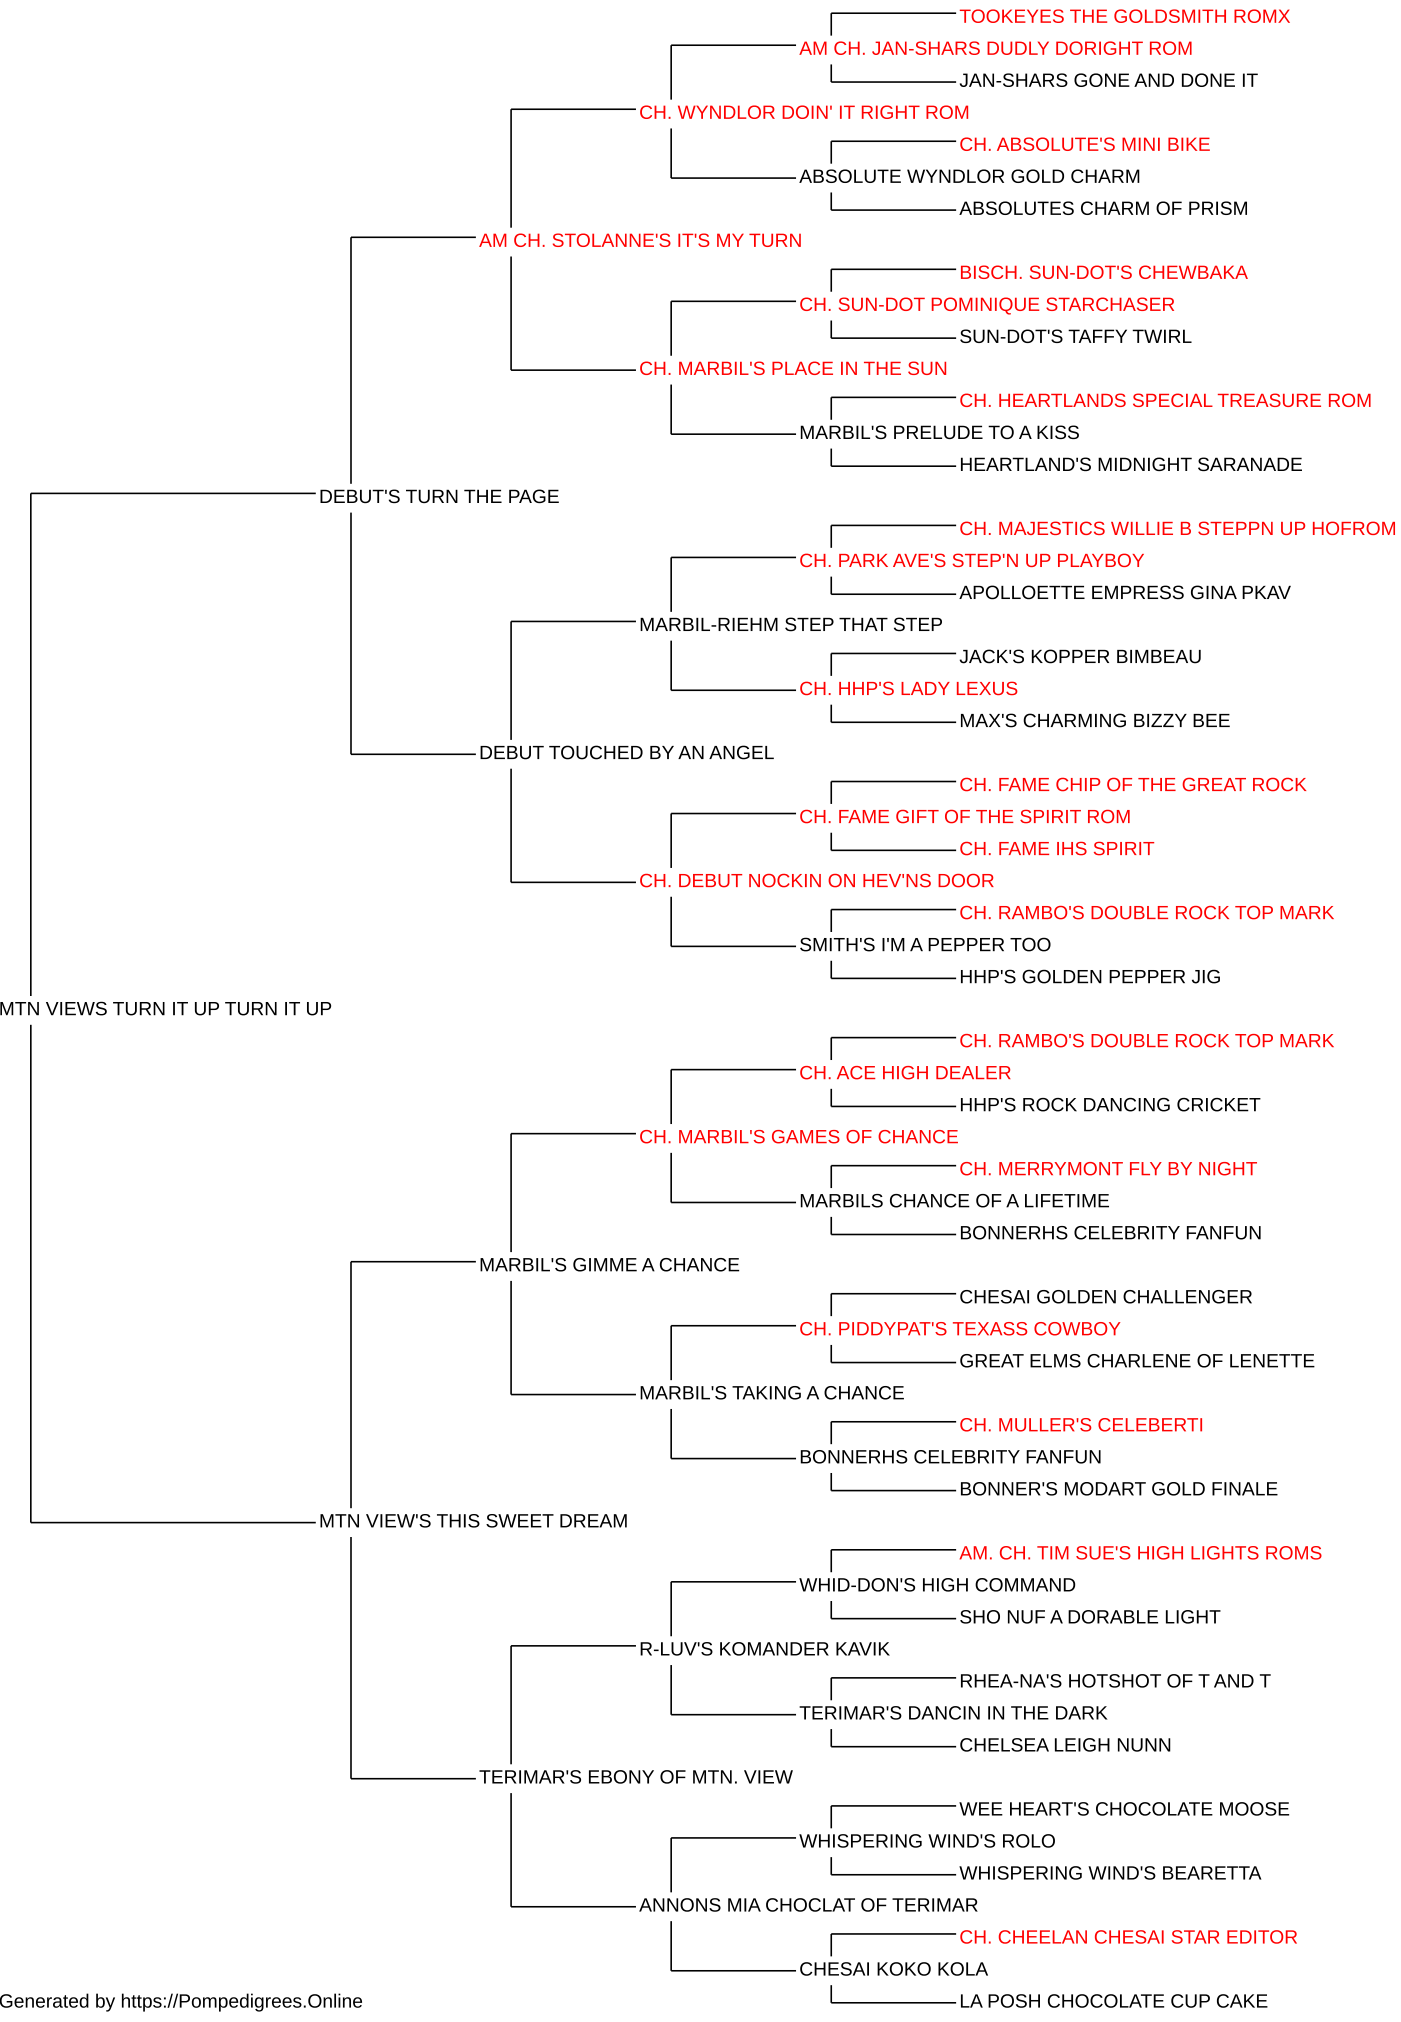 TOOKEYES THE GOLDSMITH ROMX
AM CH. JAN-SHARS DUDLY DORIGHT ROM
JAN-SHARS GONE AND DONE IT
CH. WYNDLOR DOIN' IT RIGHT ROM
CH. ABSOLUTE'S MINI BIKE
ABSOLUTE WYNDLOR GOLD CHARM
ABSOLUTES CHARM OF PRISM
AM CH. STOLANNE'S IT'S MY TURN
BISCH. SUN-DOT'S CHEWBAKA
CH. SUN-DOT POMINIQUE STARCHASER
SUN-DOT'S TAFFY TWIRL
CH. MARBIL'S PLACE IN THE SUN
CH. HEARTLANDS SPECIAL TREASURE ROM
MARBIL'S PRELUDE TO A KISS
HEARTLAND'S MIDNIGHT SARANADE
DEBUT'S TURN THE PAGE
CH. MAJESTICS WILLIE B STEPPN UP HOFROM
CH. PARK AVE'S STEP'N UP PLAYBOY
APOLLOETTE EMPRESS GINA PKAV
MARBIL-RIEHM STEP THAT STEP
JACK'S KOPPER BIMBEAU
CH. HHP'S LADY LEXUS
MAX'S CHARMING BIZZY BEE
DEBUT TOUCHED BY AN ANGEL
CH. FAME CHIP OF THE GREAT ROCK
CH. FAME GIFT OF THE SPIRIT ROM
CH. FAME IHS SPIRIT
CH. DEBUT NOCKIN ON HEV'NS DOOR
CH. RAMBO'S DOUBLE ROCK TOP MARK
SMITH'S I'M A PEPPER TOO
HHP'S GOLDEN PEPPER JIG
MTN VIEWS TURN IT UP TURN IT UP
CH. RAMBO'S DOUBLE ROCK TOP MARK
CH. ACE HIGH DEALER
HHP'S ROCK DANCING CRICKET
CH. MARBIL'S GAMES OF CHANCE
CH. MERRYMONT FLY BY NIGHT
MARBILS CHANCE OF A LIFETIME
BONNERHS CELEBRITY FANFUN
MARBIL'S GIMME A CHANCE
CHESAI GOLDEN CHALLENGER
CH. PIDDYPAT'S TEXASS COWBOY
GREAT ELMS CHARLENE OF LENETTE
MARBIL'S TAKING A CHANCE
CH. MULLER'S CELEBERTI
BONNERHS CELEBRITY FANFUN
BONNER'S MODART GOLD FINALE
MTN VIEW'S THIS SWEET DREAM
AM. CH. TIM SUE'S HIGH LIGHTS ROMS
WHID-DON'S HIGH COMMAND
SHO NUF A DORABLE LIGHT
R-LUV'S KOMANDER KAVIK
RHEA-NA'S HOTSHOT OF T AND T
TERIMAR'S DANCIN IN THE DARK
CHELSEA LEIGH NUNN
TERIMAR'S EBONY OF MTN. VIEW
WEE HEART'S CHOCOLATE MOOSE
WHISPERING WIND'S ROLO
WHISPERING WIND'S BEARETTA
ANNONS MIA CHOCLAT OF TERIMAR
CH. CHEELAN CHESAI STAR EDITOR
CHESAI KOKO KOLA
LA POSH CHOCOLATE CUP CAKE
Generated by https://Pompedigrees.Online